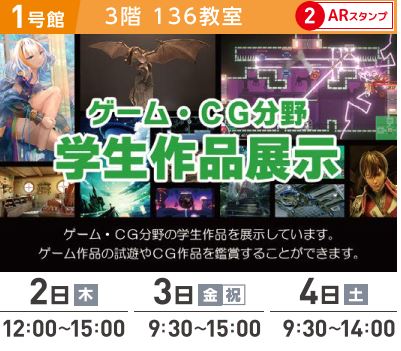 1号館
3階 136教室
2 ARスタンプ
ゲーム・CG分野
学生作品展示
ゲーム・CG分野の学生作品を展示しています。
ゲーム作品の試遊やCG作品を鑑賞することができます。
2日 木
3日 金 祝
4日 土
12:00~15:00
9:30~15:00
9:30~14:00